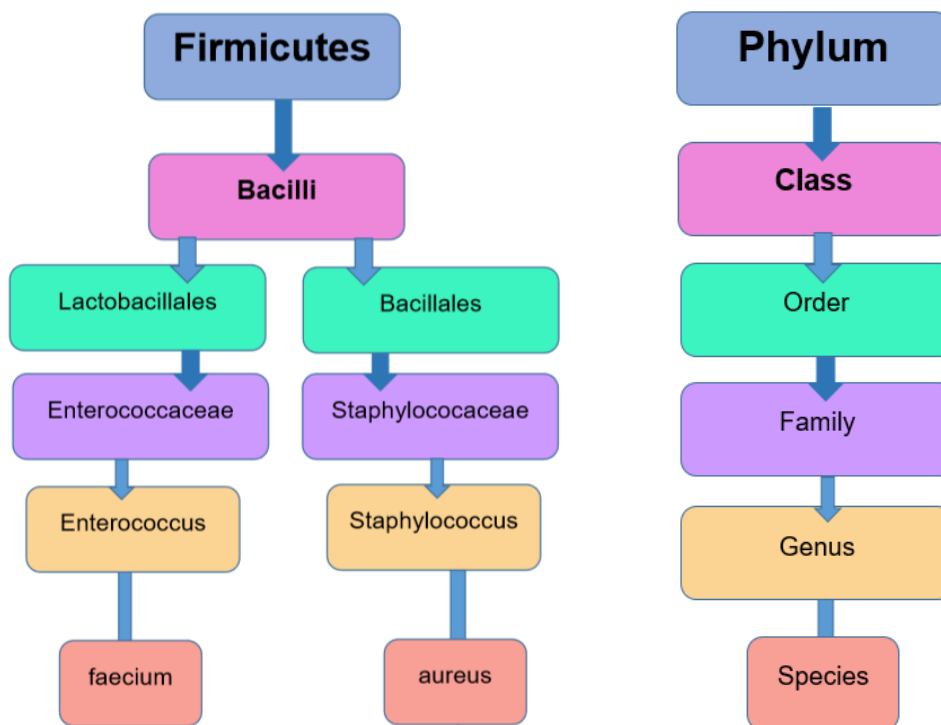 Firmicutes
Bacilli
Lactobacillales
Bacillales
Enterococcaceae
Staphylococaceae
Enterococcus
Staphylococcus
faecium
aureus
Phylum
Class
Order
Family
Genus
Species